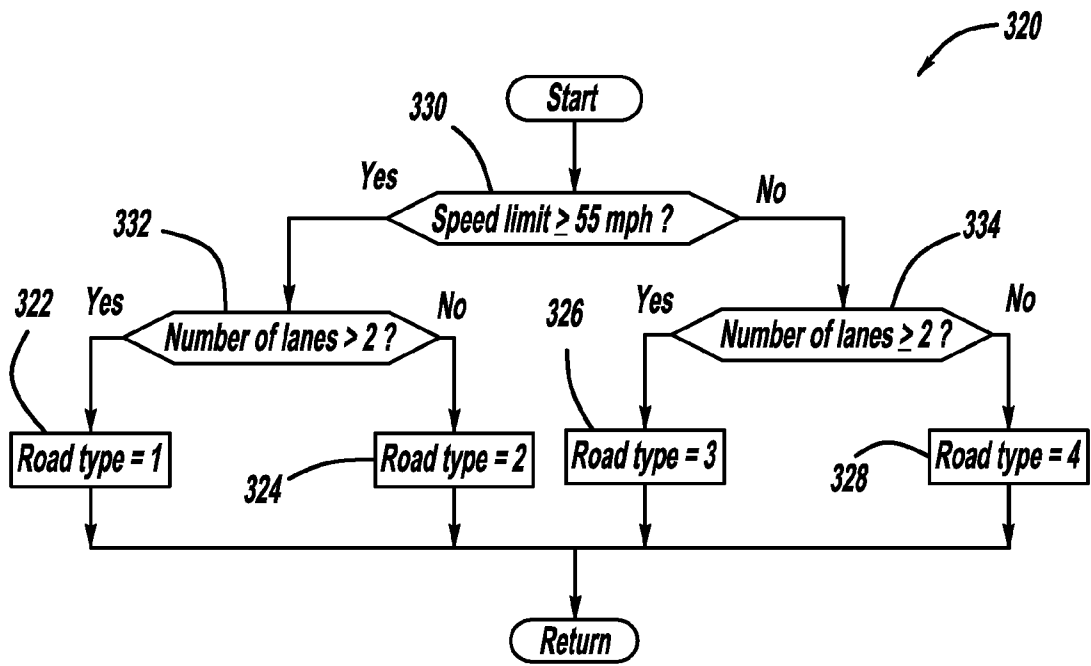 320
Start
330
Yes
No
Speed limit ≥ 55 mph ?
332
334
322
Yes
No
326
Yes
No
Number of lanes > 2 ?
Number of lanes ≥ 2 ?
Road type = 1
Road type = 2
Road type = 3
Road type = 4
324
328
Return